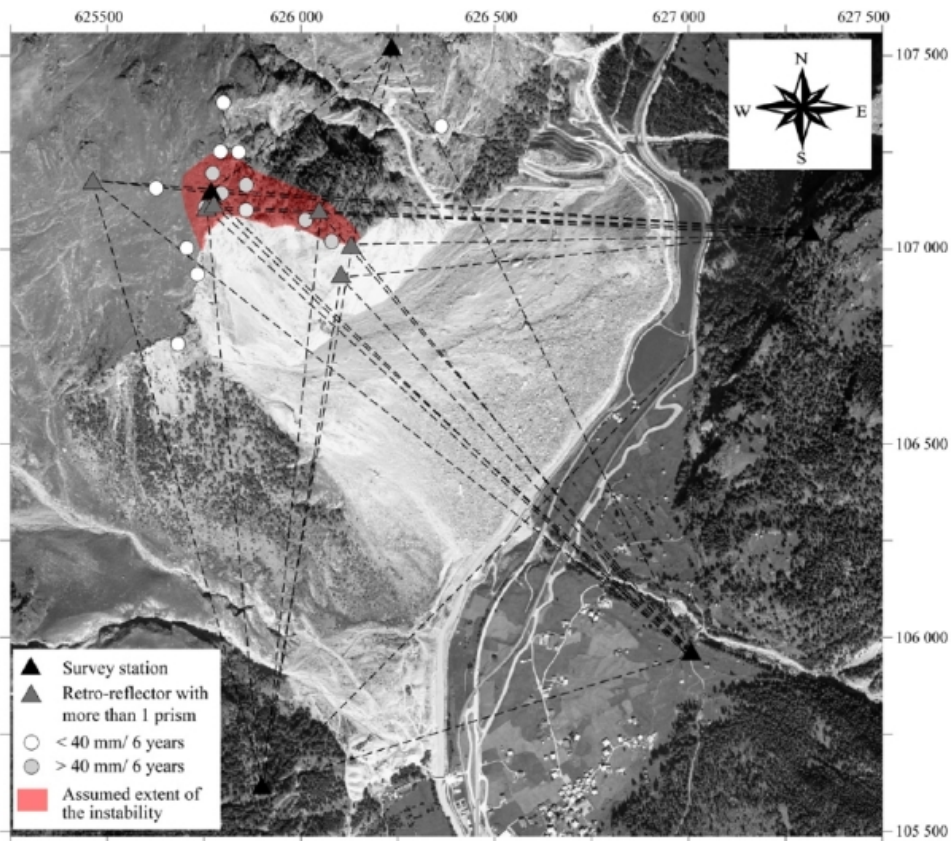 625500 626 000 626 500 627 000 627 500
107 500
107 000
106 500
106 000
105 500
N
W E
S
Survey station
Retro-reflector with
more than 1 prism
< 40 mm/ 6 years
> 40 mm/ 6 years
Assumed extent of
the instability